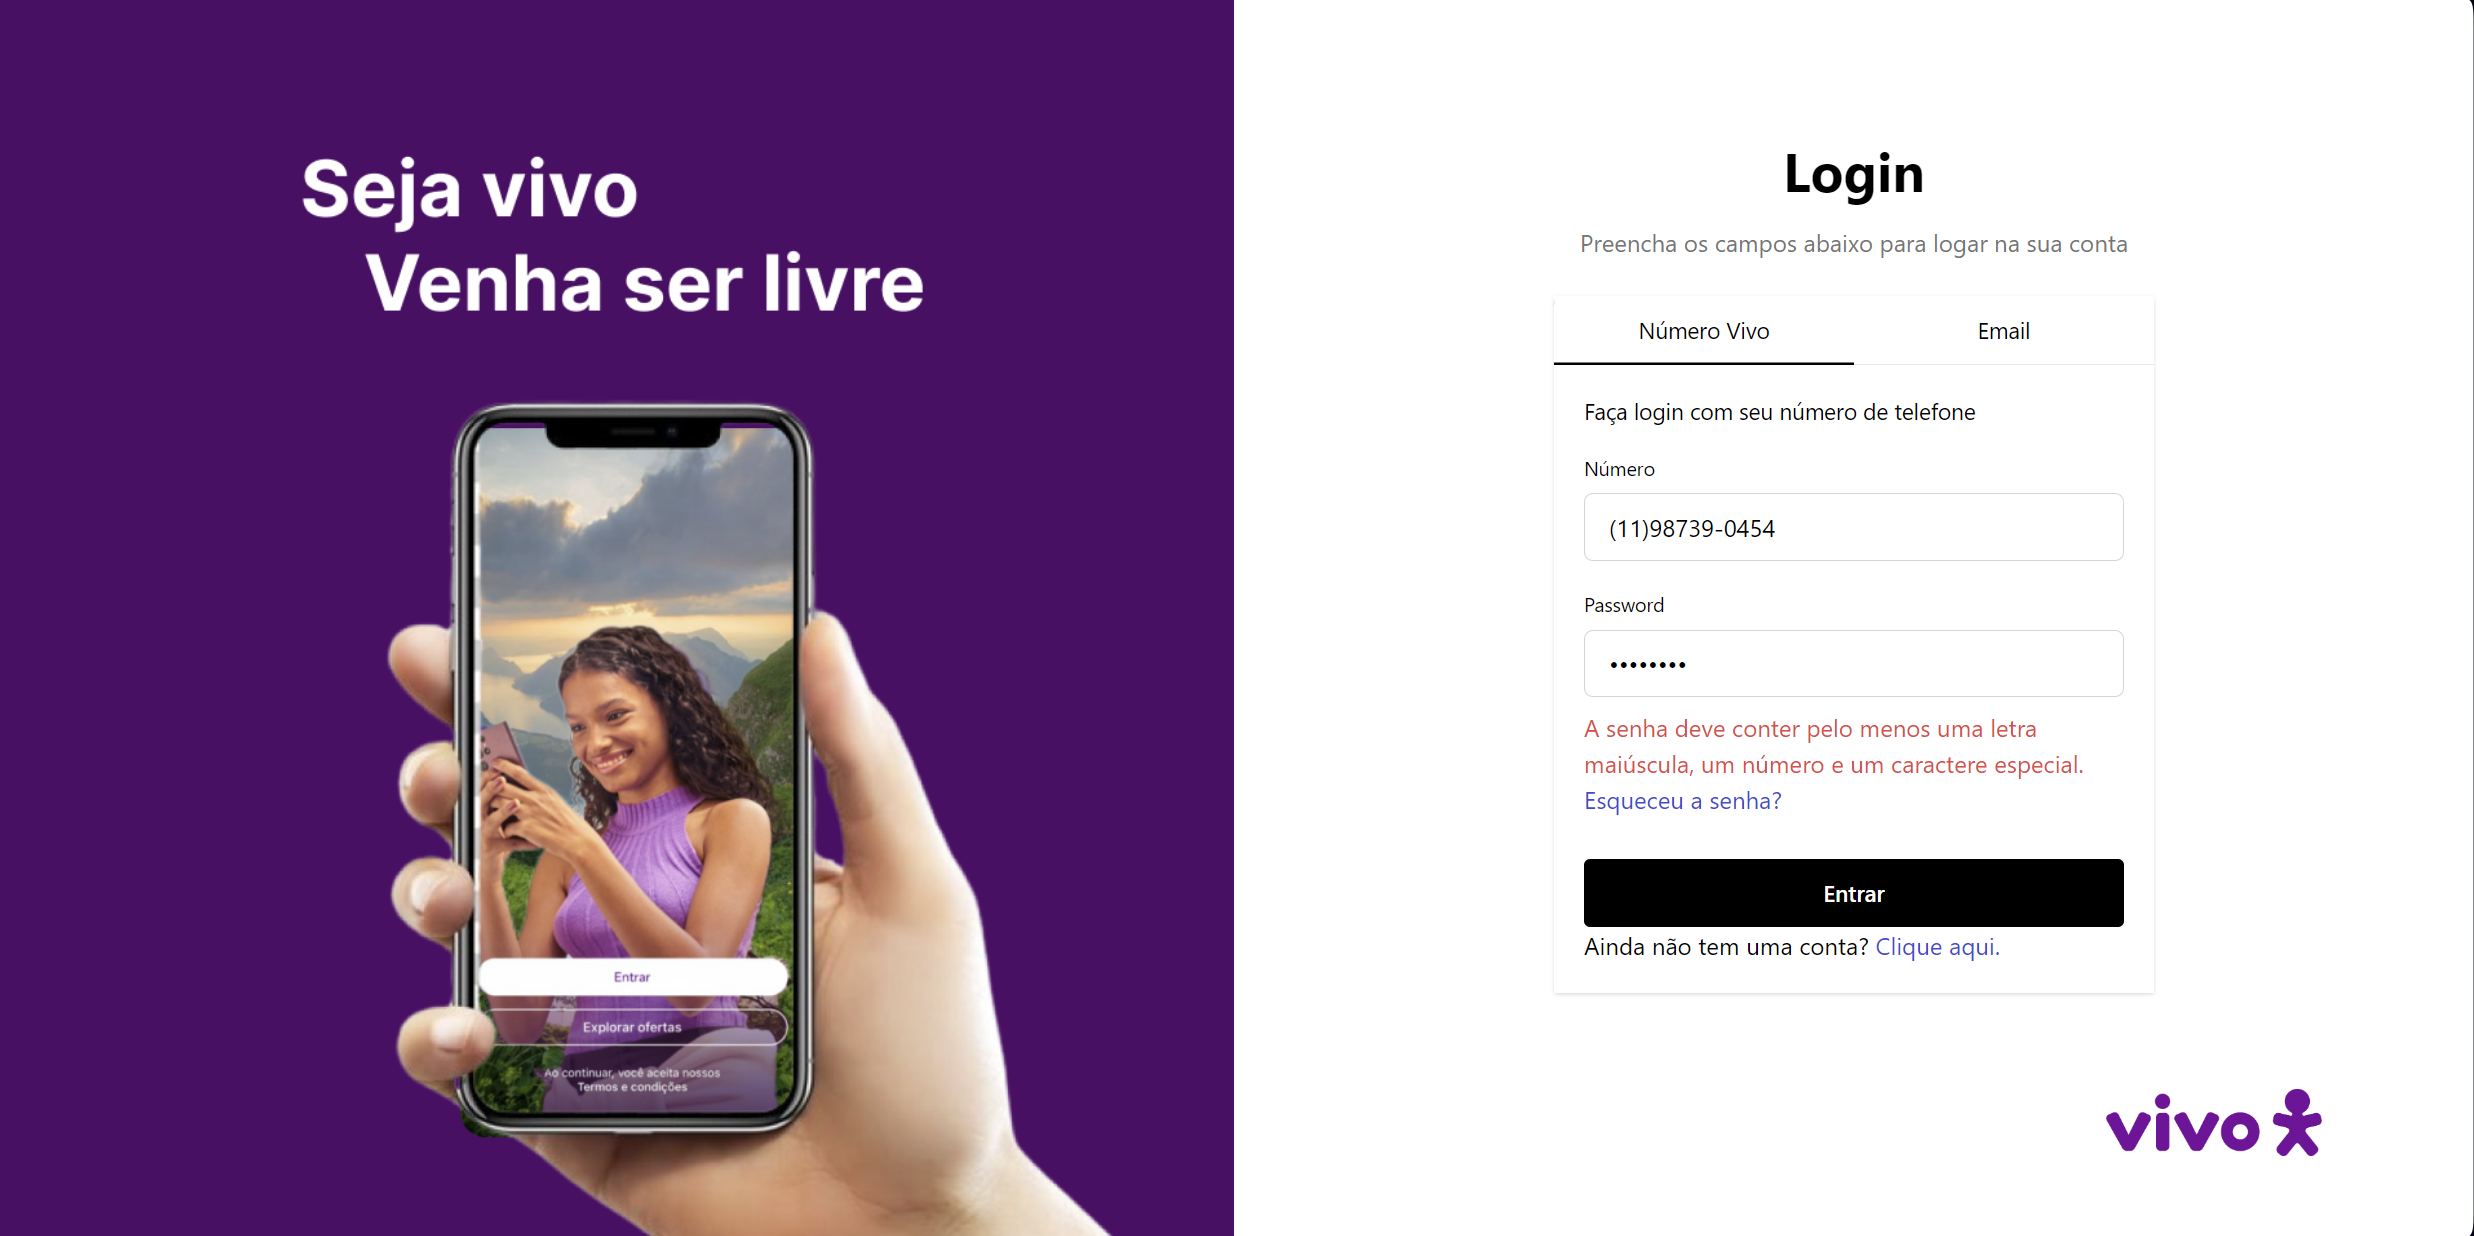 Seja vivo
Venha ser livre
Entrar
Explorar ofertas
Ao continuar, você aceita nossos
Termos e condições
Login
Preencha os campos abaixo para logar na sua conta
Número Vivo
Email
Faça login com seu número de telefone
Número
(11)98739-0454
Password
••••••••
A senha deve conter pelo menos uma letra
maiúscula, um número e um caractere especial.
Esqueceu a senha?
Entrar
Ainda não tem uma conta? Clique aqui.
vivo